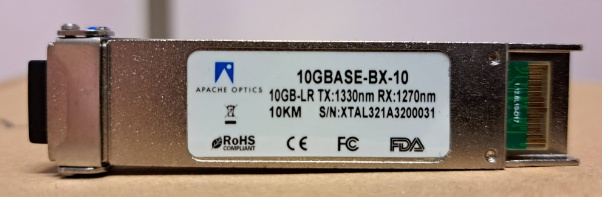 APACHE OPTICS
10GBASE-BX-10
10GB-LR TX:1330nm RX:1270nm
10KM S/N:XTAL321A3200031
RoHS
COMPLIANT
CE FC FDA